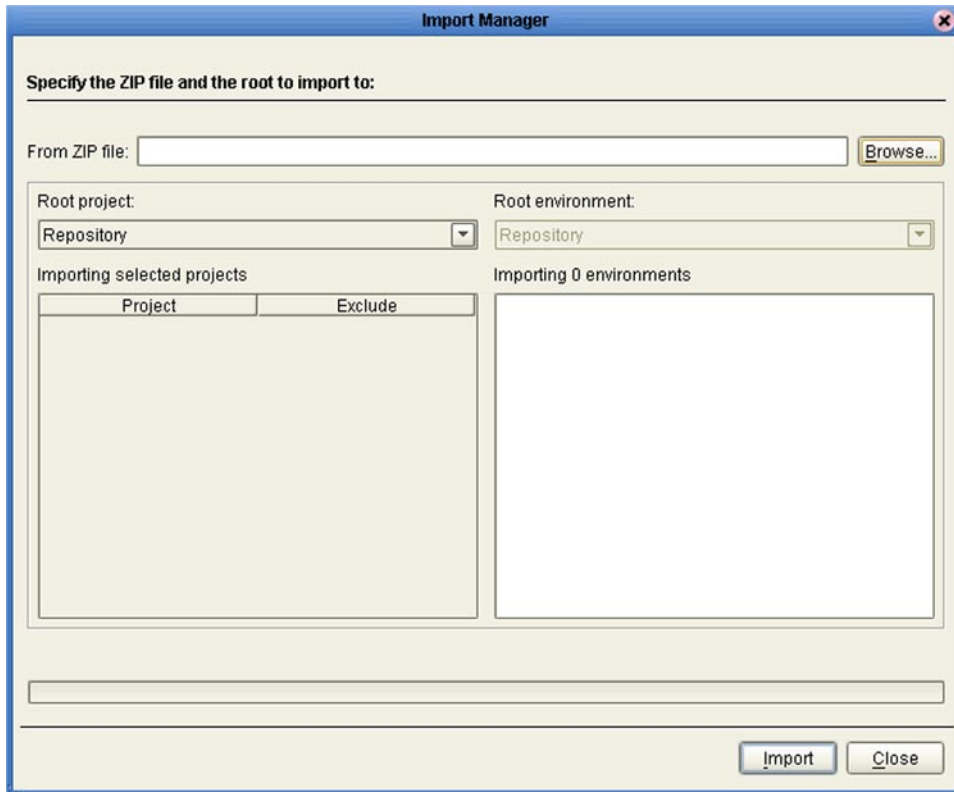 Import Manager
Specify the ZIP file and the root to import to:
From ZIP file:
Browse...
Root project:
Root environment:
Repository
Repository
Importing selected projects
Importing 0 environments
Project Exclude
Import
Close